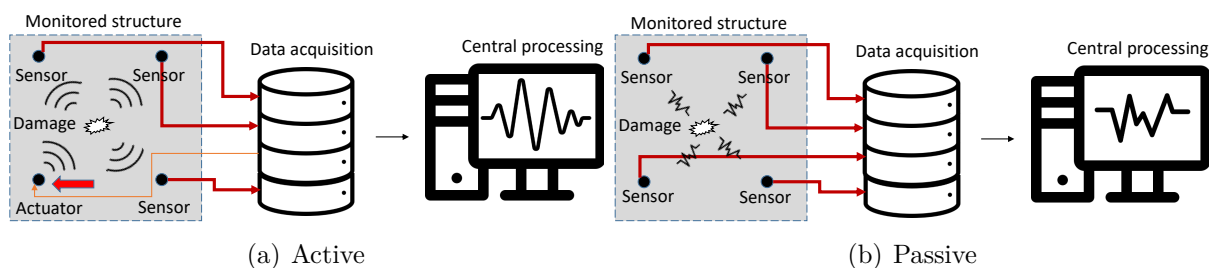 Monitored structure
Data acquisition
Central processing
Sensor
Sensor
Damage
Actuator
Sensor
(a) Active
Monitored structure
Data acquisition
Central processing
Sensor
Sensor
Damage
Sensor
Sensor
(b) Passive